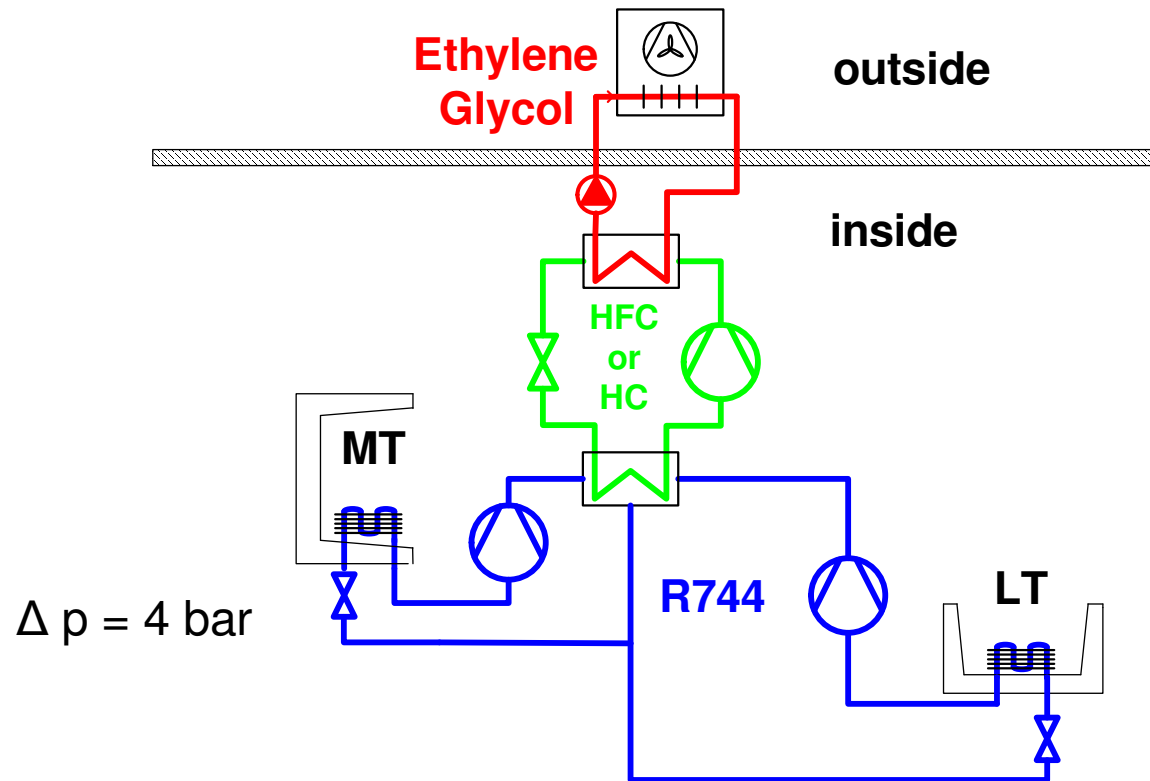 Ethylene
Glycol
outside
inside
HFC
or
HC
MT
R744
LT
Δ p = 4 bar